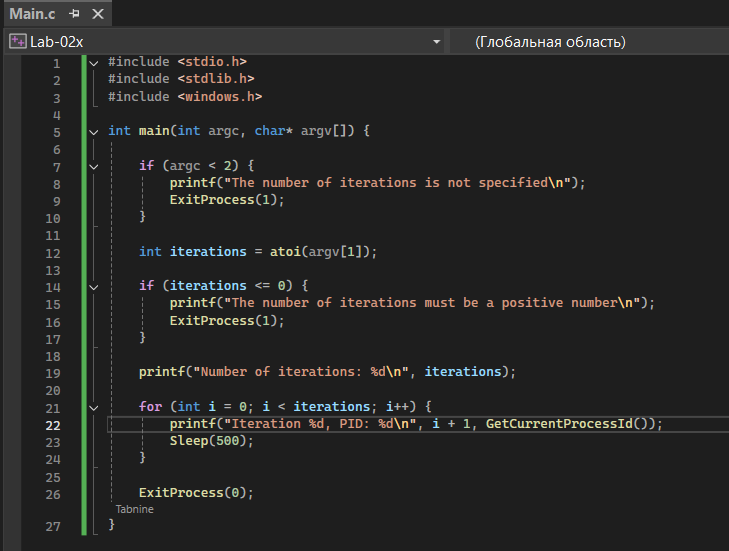 Main.c
Lab-02x (Глобальная область)
1 #include <stdio.h>
2 #include <stdlib.h>
3 #include <windows.h>
4
5 int main(int argc, char* argv[]) {
6
7 if (argc < 2) {
8 printf("The number of iterations is not specified\n");
9 ExitProcess(1);
10 }
11
12 int iterations = atoi(argv[1]);
13
14 if (iterations <= 0) {
15 printf("The number of iterations must be a positive number\n");
16 ExitProcess(1);
17 }
18
19 printf("Number of iterations: %d\n", iterations);
20
21 for (int i = 0; i < iterations; i++) {
22 printf("Iteration %d, PID: %d\n", i + 1, GetCurrentProcessId());
23 Sleep(500);
24 }
25
26 ExitProcess(0);
Tabnine
27 }